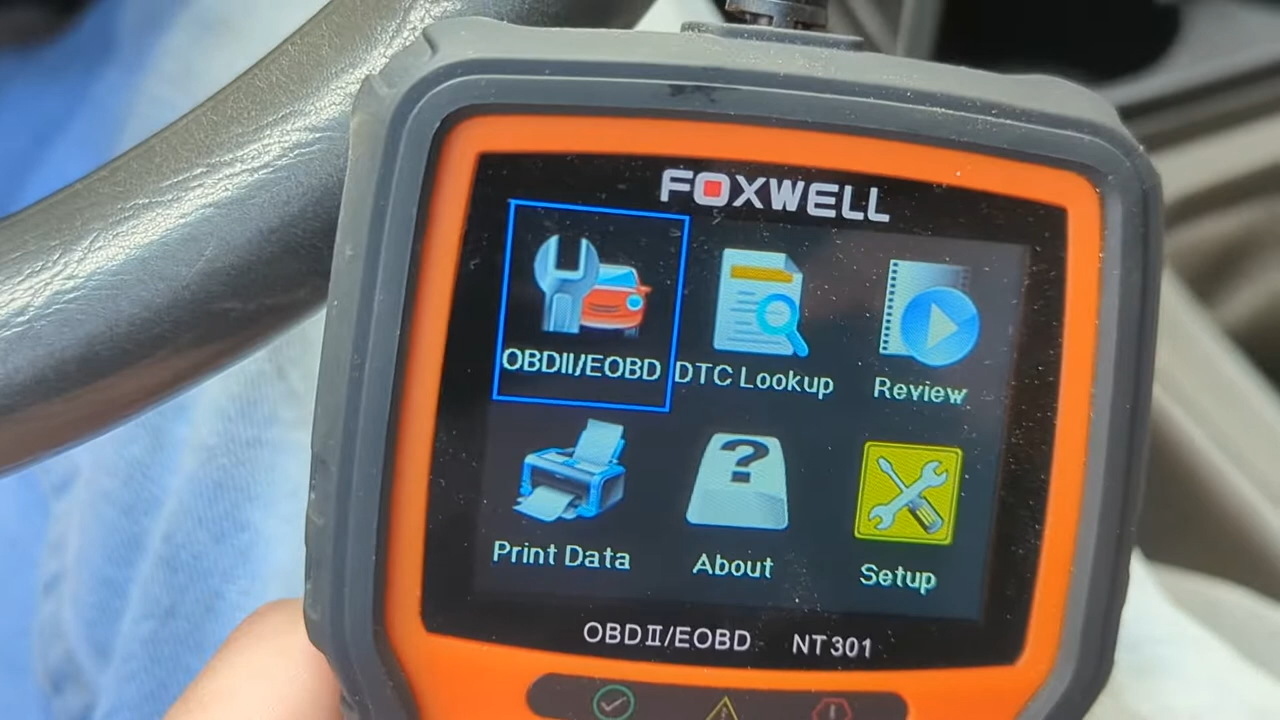 FOXWELL
OBDII/EOBD DTC Lookup Review
Print Data About Setup
OBDII/EOBD NT301